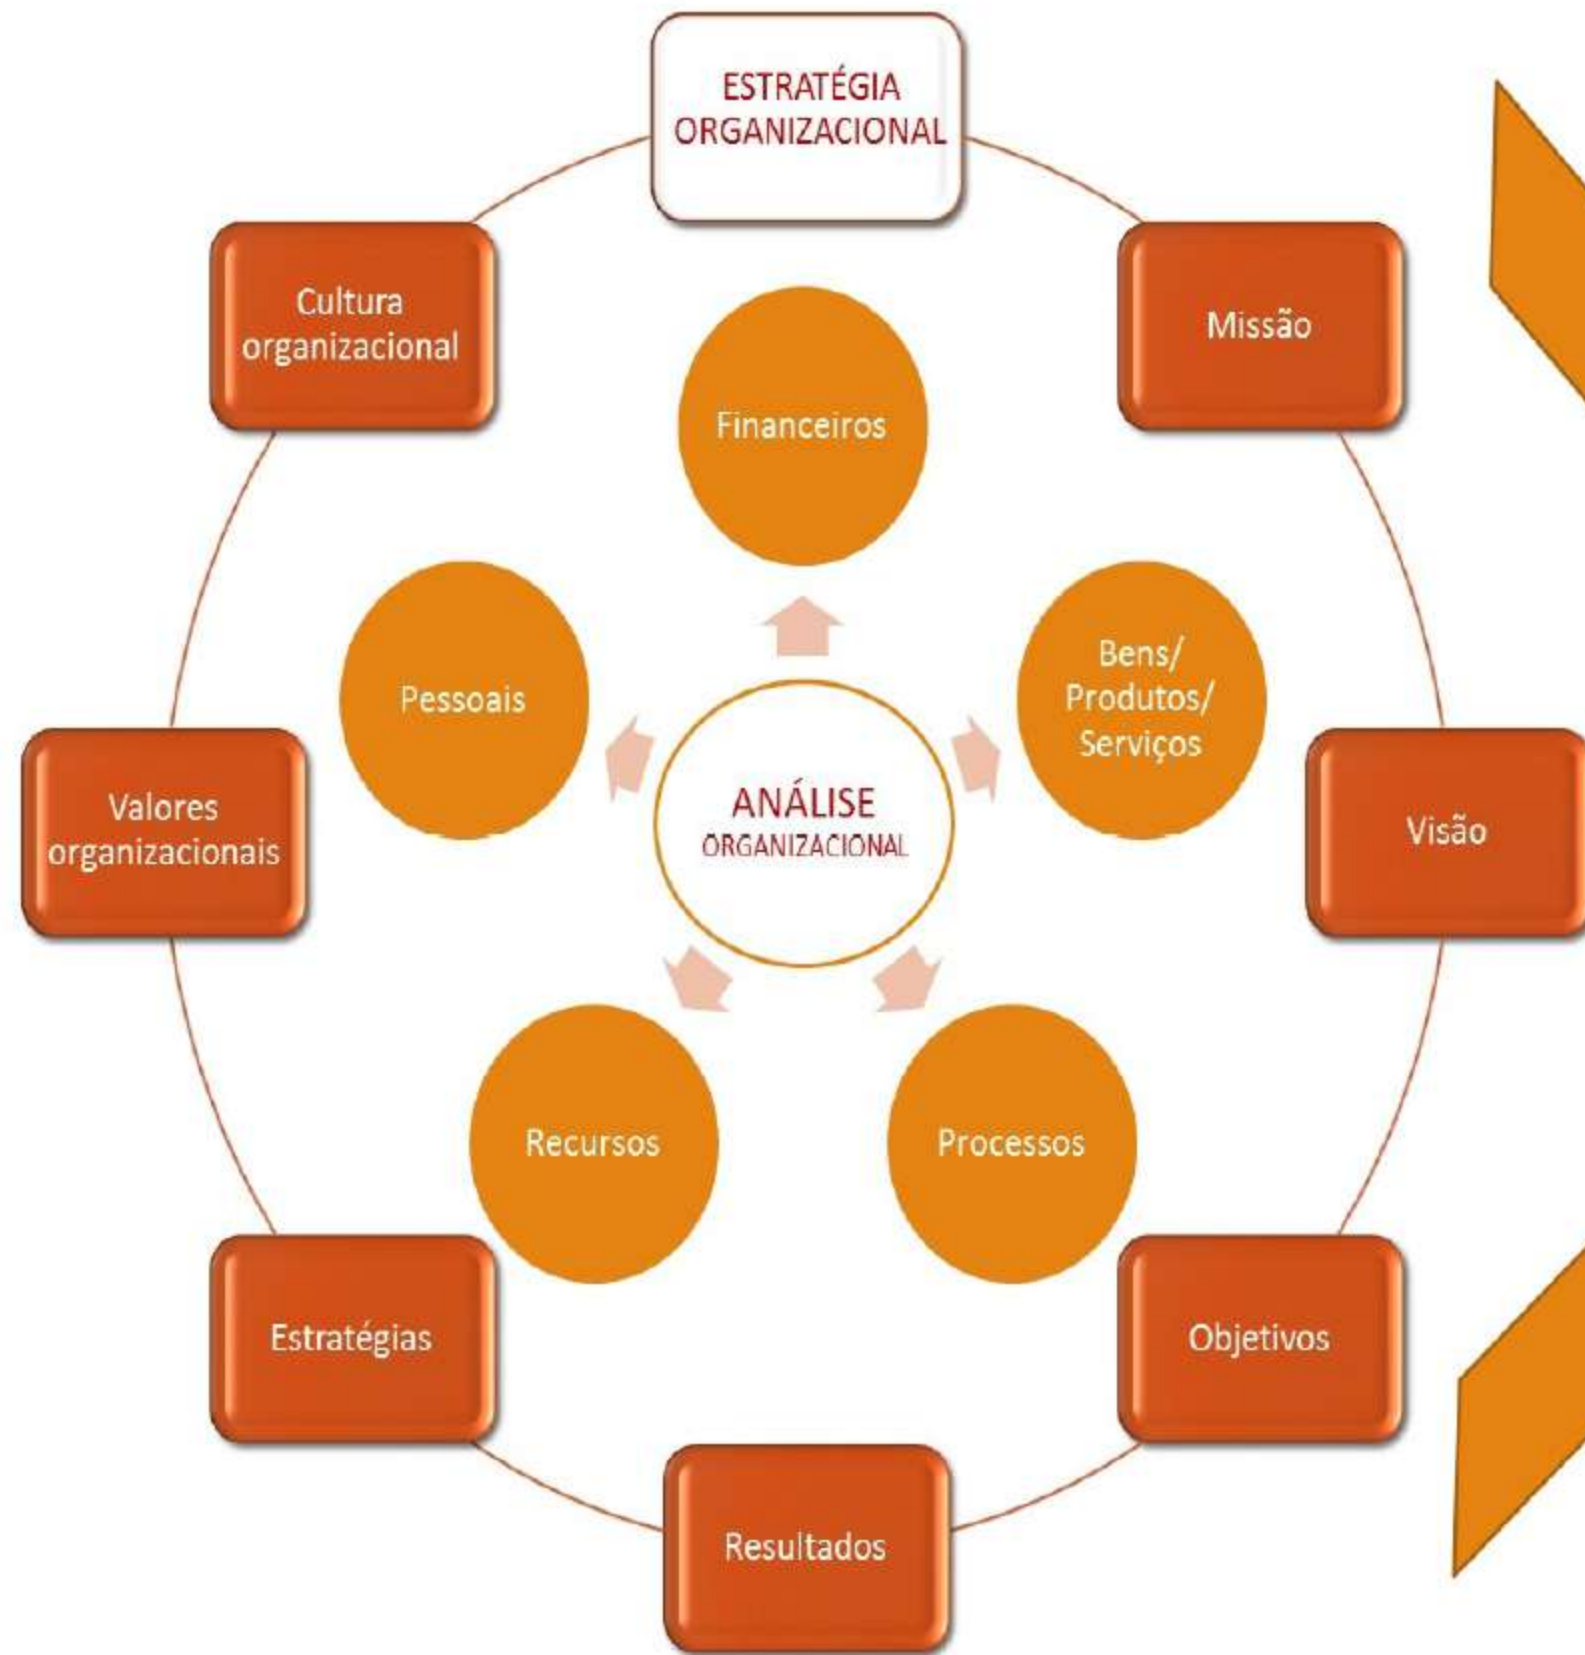 ESTRATÉGIA
ORGANIZACIONAL
Cultura
organizacional
Missão
Financeiros
Pessoais
Bens/
Produtos/
Serviços
ANÁLISE
ORGANIZACIONAL
Valores
organizacionais
Visão
Recursos
Processos
Estratégias
Objetivos
Resultados